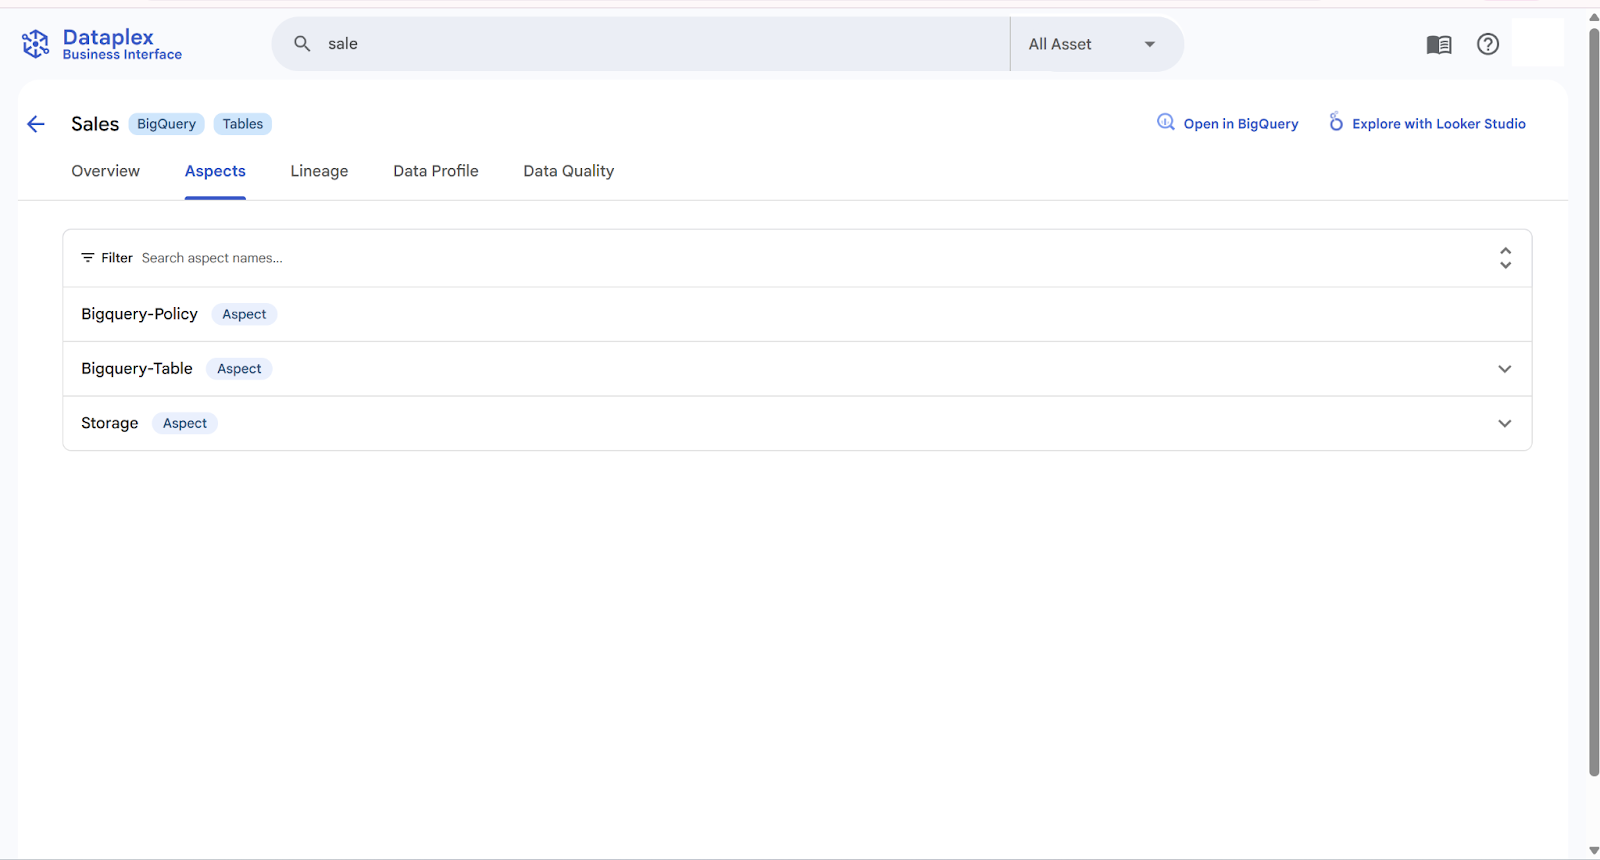 Dataplex
Business Interface
sale
All Asset
Sales BigQuery Tables
Open in BigQuery Explore with Looker Studio
Overview Aspects Lineage Data Profile Data Quality
Filter Search aspect names...
Bigquery-Policy Aspect
Bigquery-Table Aspect
Storage Aspect